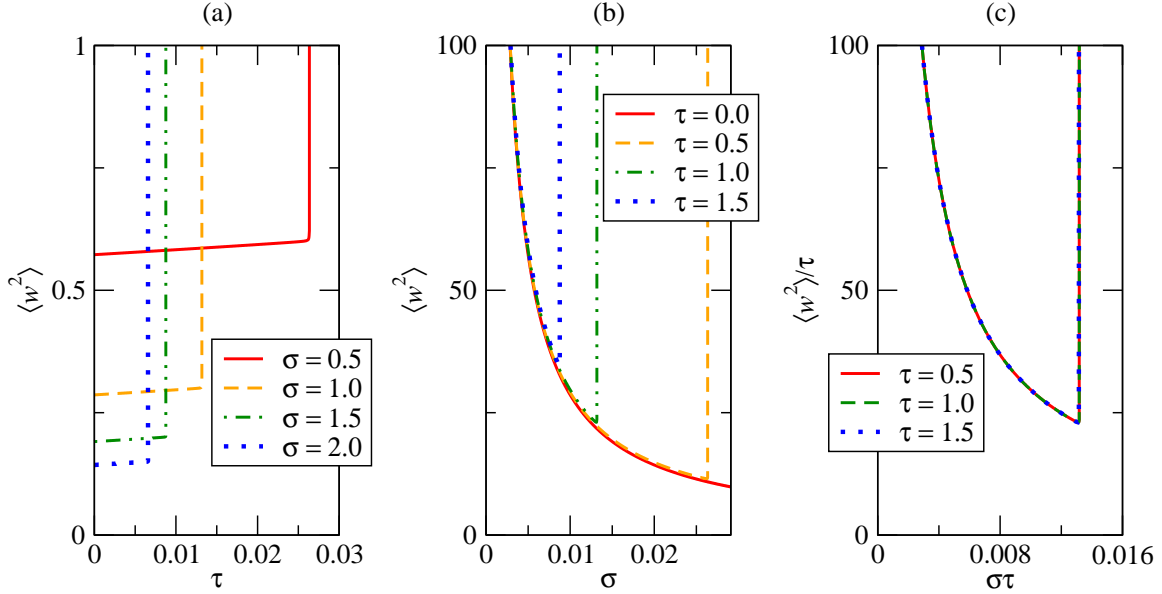 (a)
1
0.5
0
⟨w²⟩
0
0.01
0.02
0.03
τ
σ = 0.5
σ = 1.0
σ = 1.5
σ = 2.0
(b)
100
50
0
⟨w²⟩
0
0.01
0.02
σ
τ = 0.0
τ = 0.5
τ = 1.0
τ = 1.5
(c)
100
50
0
⟨w²⟩/τ
0
0.008
0.016
στ
τ = 0.5
τ = 1.0
τ = 1.5